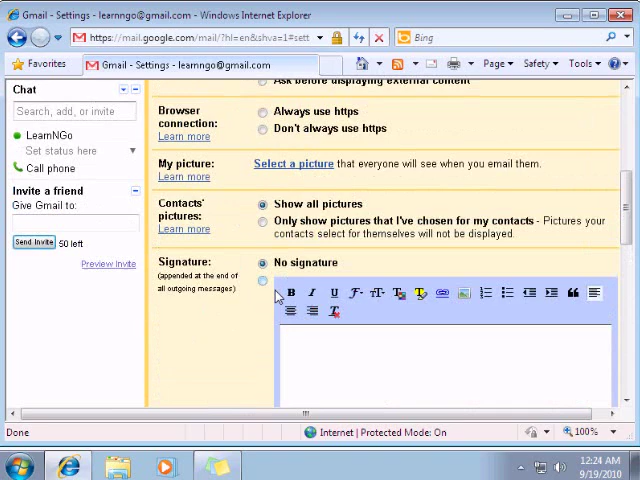 Gmail - Settings - learnngo@gmail.com - Windows Internet Explorer
https://mail.google.com/mail/?hl=en&shva=1#sett
Bing
Favorites
Gmail - Settings - learnngo@gmail.com
Page
Safety
Tools
Ask before displaying external content
Chat
Search, add, or invite
LearnNGo
Set status here
Call phone
Invite a friend
Give Gmail to:
Send Invite
50 left
Preview Invite
Browser connection:
Learn more
Always use https
Don't always use https
My picture:
Learn more
Select a picture that everyone will see when you email them.
Contacts' pictures:
Learn more
Show all pictures
Only show pictures that I've chosen for my contacts - Pictures your
contacts select for themselves will not be displayed.
Signature:
(appended at the end of
all outgoing messages)
No signature
Done
Internet | Protected Mode: On
100%
12:24 AM
9/19/2010